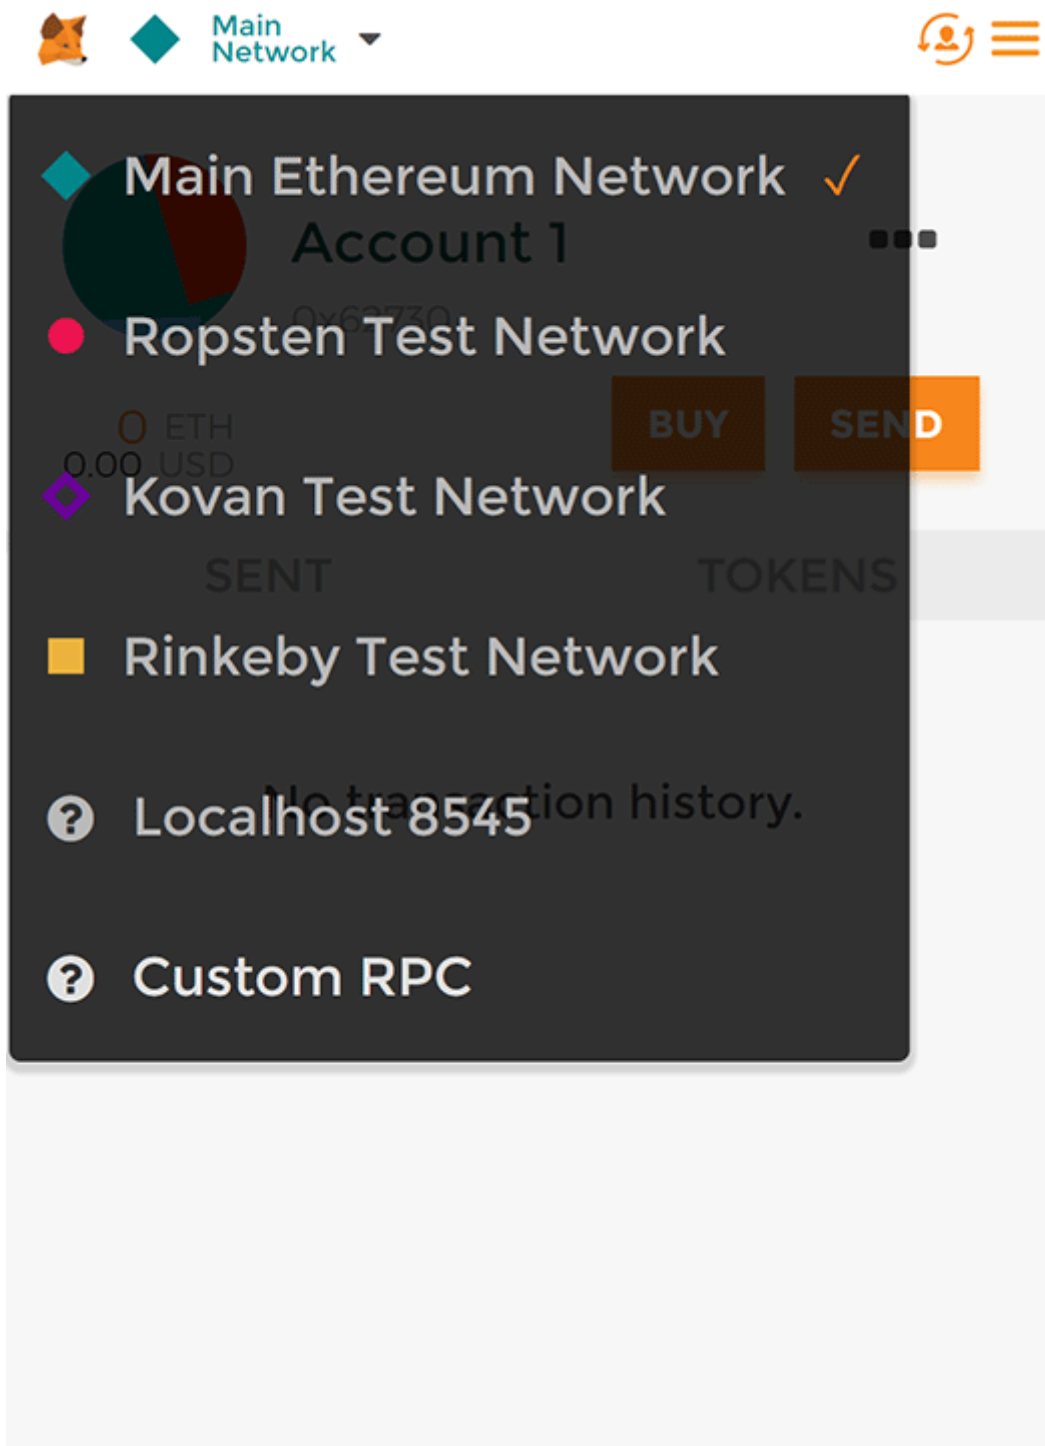 Main
Network
Main Ethereum Network
Account 1
0x62730
Ropsten Test Network
0 ETH
BUY
SEND
0.00 USD
Kovan Test Network
SENT
TOKENS
Rinkeby Test Network
No transaction history.
Localhost 8545
Custom RPC